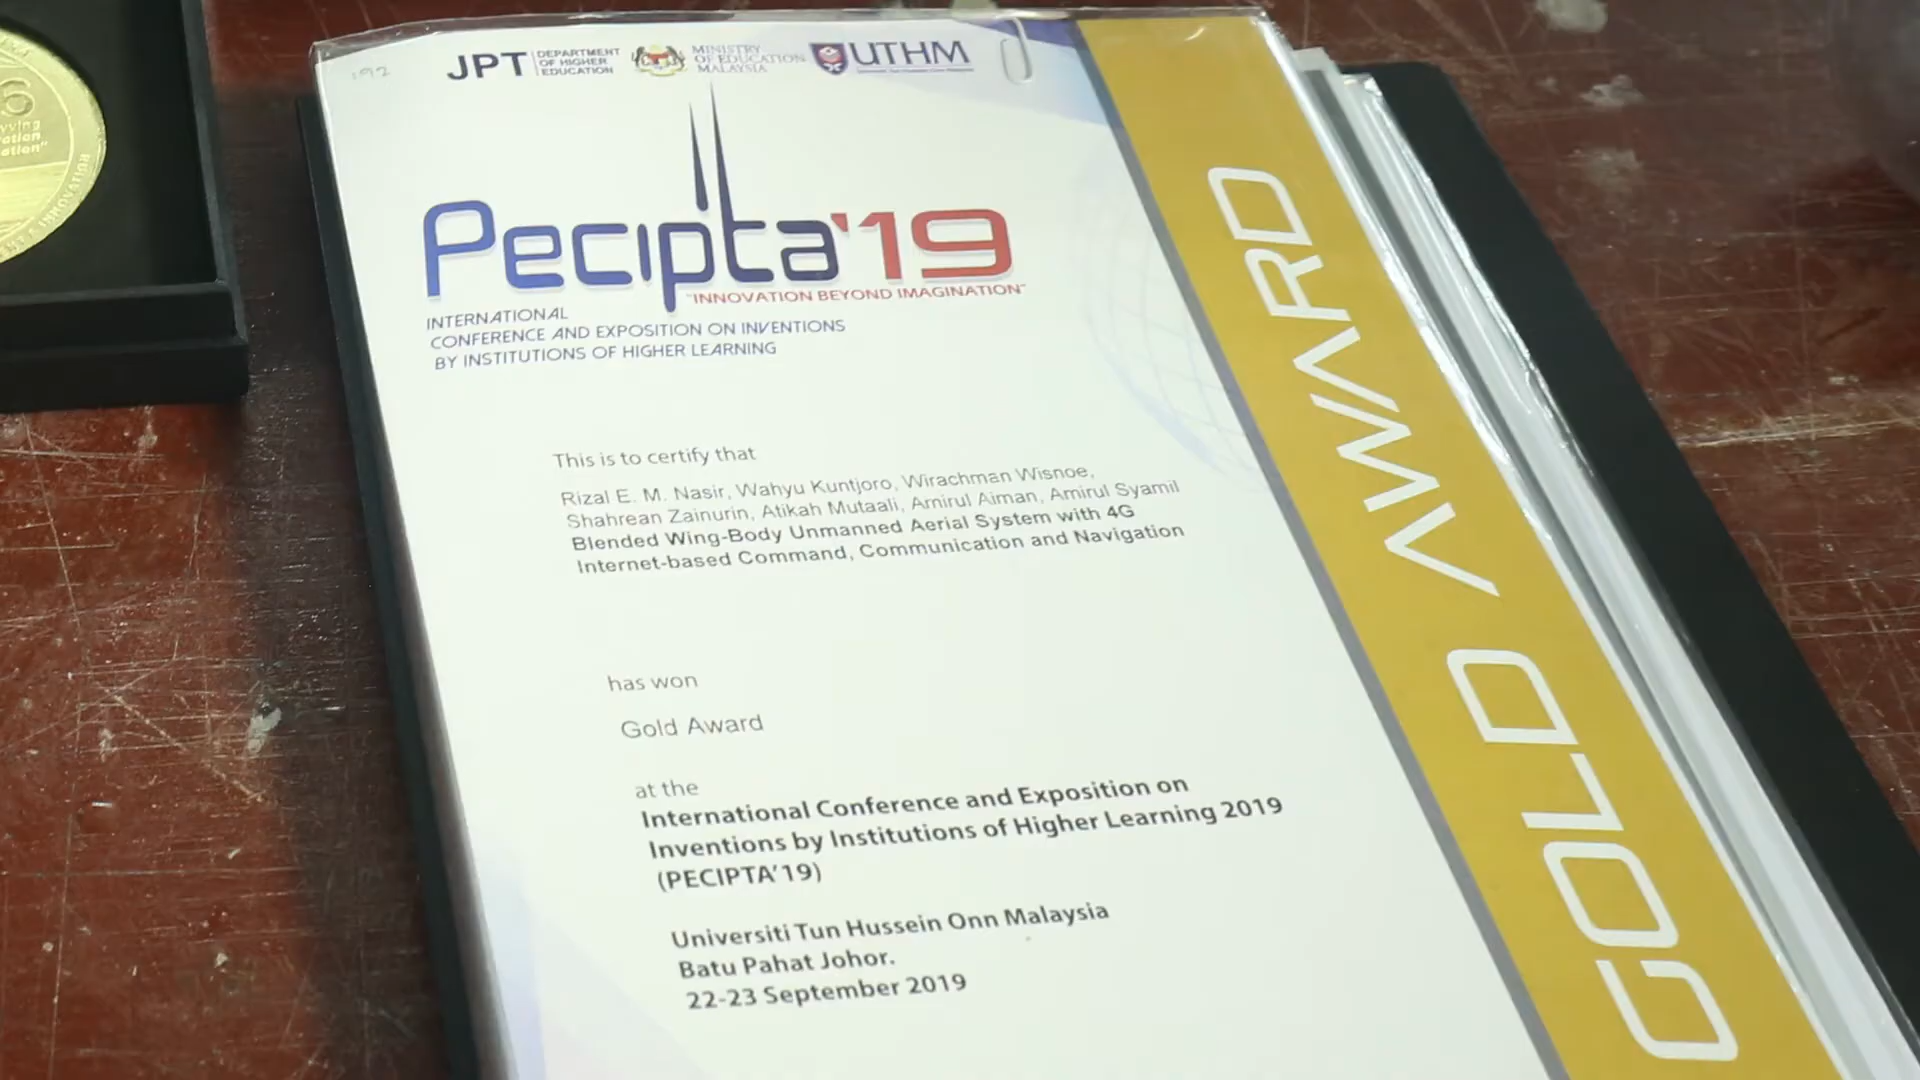 JPT DEPARTMENT OF HIGHER EDUCATION
MINISTRY OF EDUCATION MALAYSIA
UTHM
192
Pecipta'19
"INNOVATION BEYOND IMAGINATION"
INTERNATIONAL
CONFERENCE AND EXPOSITION ON INVENTIONS
BY INSTITUTIONS OF HIGHER LEARNING
This is to certify that
Rizal E. M. Nasir, Wahyu Kuntjoro, Wirachman Wisnoe,
Shahrean Zainurin, Atikah Mutaali, Amirul Aiman, Amirul Syamil
Blended Wing-Body Unmanned Aerial System with 4G
Internet-based Command, Communication and Navigation
has won
Gold Award
at the
International Conference and Exposition on
Inventions by Institutions of Higher Learning 2019
(PECIPTA'19)
Universiti Tun Hussein Onn Malaysia
Batu Pahat Johor.
22-23 September 2019
GOLD AWARD
INNOVATION